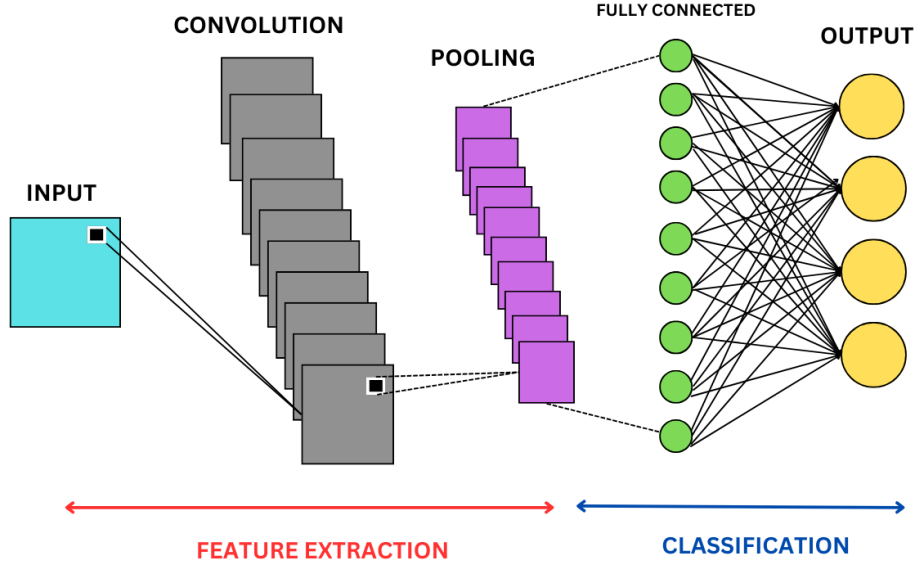 FULLY CONNECTED
CONVOLUTION
OUTPUT
POOLING
INPUT
FEATURE EXTRACTION
CLASSIFICATION